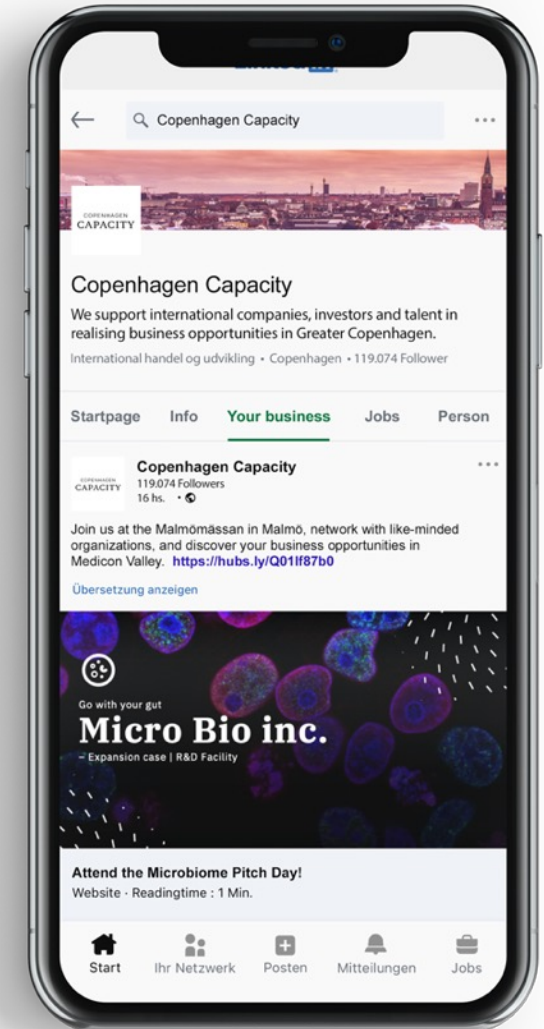 Copenhagen Capacity
COPENHAGEN
CAPACITY
Copenhagen Capacity
We support international companies, investors and talent in
realising business opportunities in Greater Copenhagen.
International handel og udvikling • Copenhagen • 119.074 Follower
Startpage Info Your business Jobs Person
COPENHAGEN
CAPACITY
Copenhagen Capacity
119.074 Followers
16 hs. •
Join us at the Malmömässan in Malmö, network with like-minded
organizations, and discover your business opportunities in
Medicon Valley. https://hubs.ly/Q01lf87b0
Übersetzung anzeigen
Go with your gut
Micro Bio inc.
– Expansion case | R&D Facility
Attend the Microbiome Pitch Day!
Website · Readingtime : 1 Min.
Start Ihr Netzwerk Posten Mitteilungen Jobs